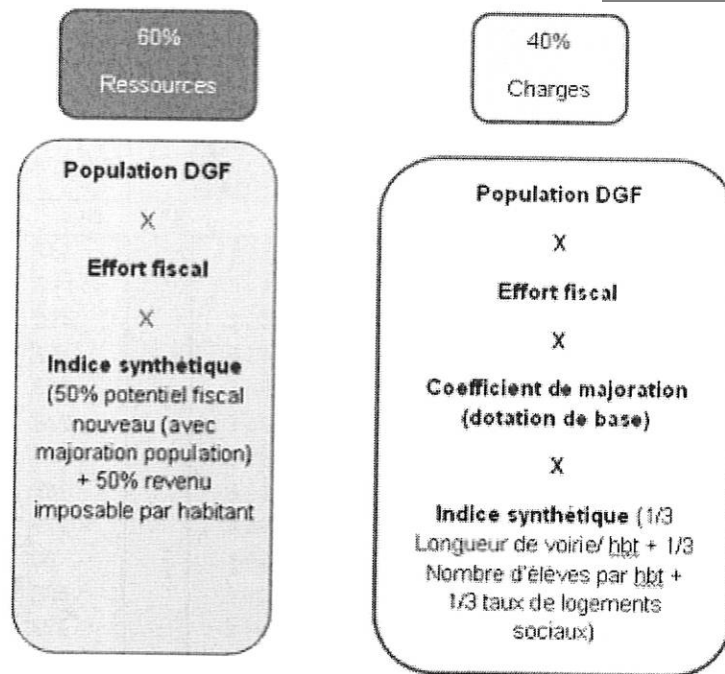 60%
Ressources
Population DGF
X
Effort fiscal
X
Indice synthétique
(50% potentiel fiscal
nouveau (avec
majoration population)
+ 50% revenu
imposable par habitant
40%
Charges
Population DGF
X
Effort fiscal
X
Coefficient de majoration
(dotation de base)
X
Indice synthétique (1/3
Longueur de voirie/ hbt + 1/3
Nombre d'élèves par hbt +
1/3 taux de logements
sociaux)